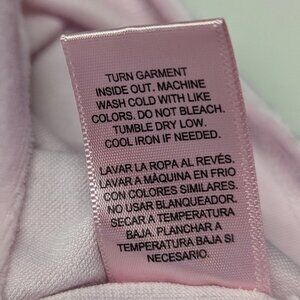 TURN GARMENT
INSIDE OUT. MACHINE
WASH COLD WITH LIKE
COLORS. DO NOT BLEACH.
TUMBLE DRY LOW.
COOL IRON IF NEEDED.
LAVAR LA ROPA AL REVÉS.
LAVAR A MÁQUINA EN FRIO
CON COLORES SIMILARES.
NO USAR BLANQUEADOR.
SECAR A TEMPERATURA
BAJA. PLANCHAR A
TEMPERATURA BAJA SI
NECESARIO.